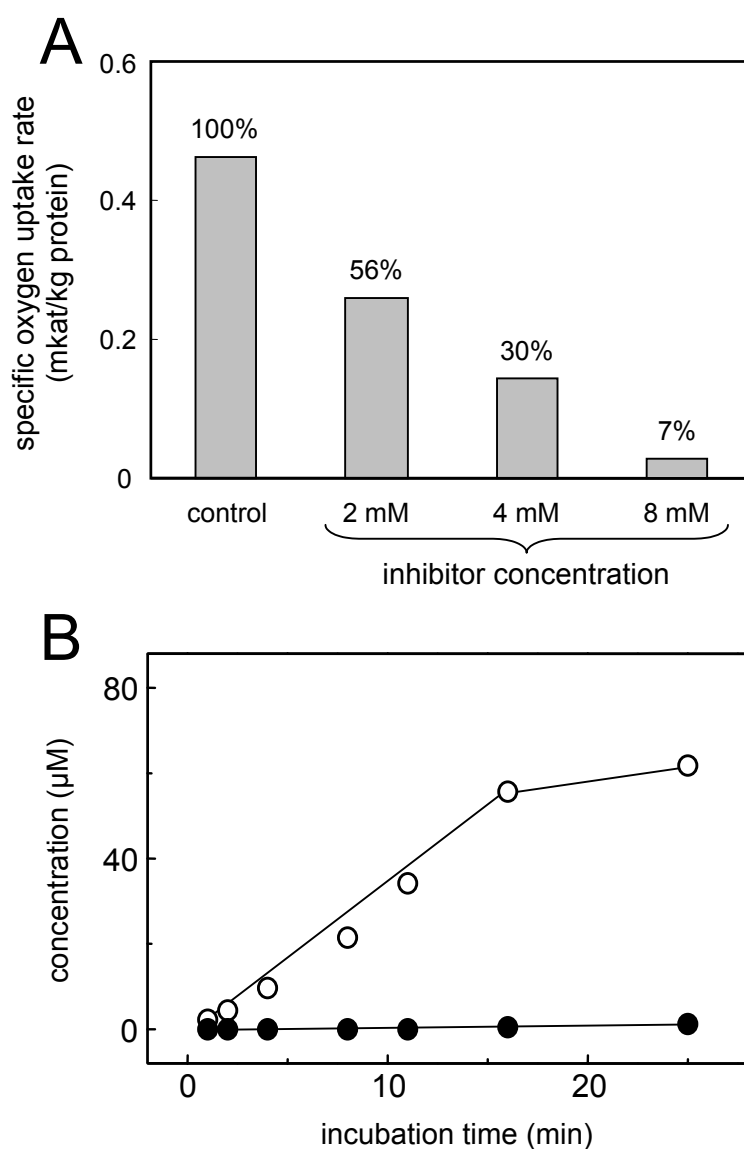 A
specific oxygen uptake rate
(mkat/kg protein)
0.6
0.4
0.2
0
100%
56%
30%
7%
control
2 mM
4 mM
8 mM
inhibitor concentration
B
concentration (µM)
80
40
0
0
10
20
incubation time (min)